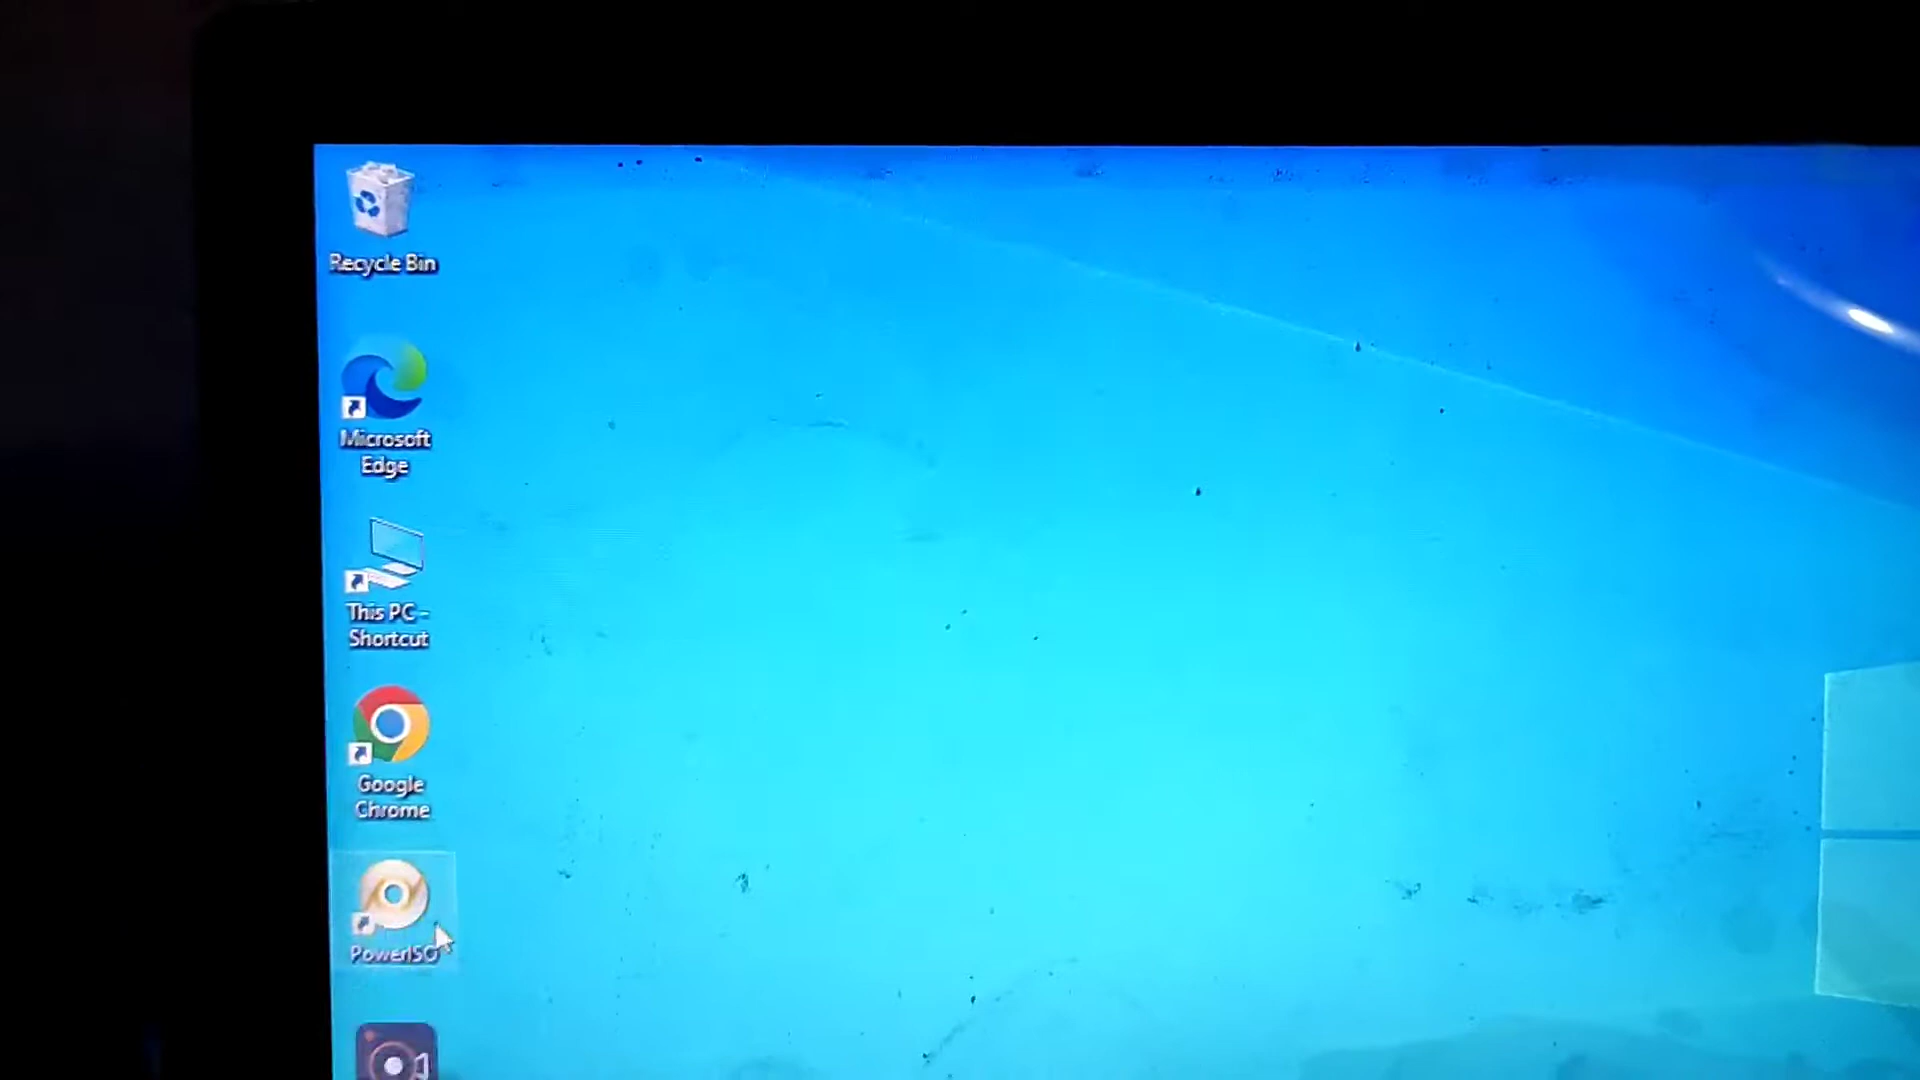 Recycle Bin
Microsoft
Edge
This PC -
Shortcut
Google
Chrome
PowerISO